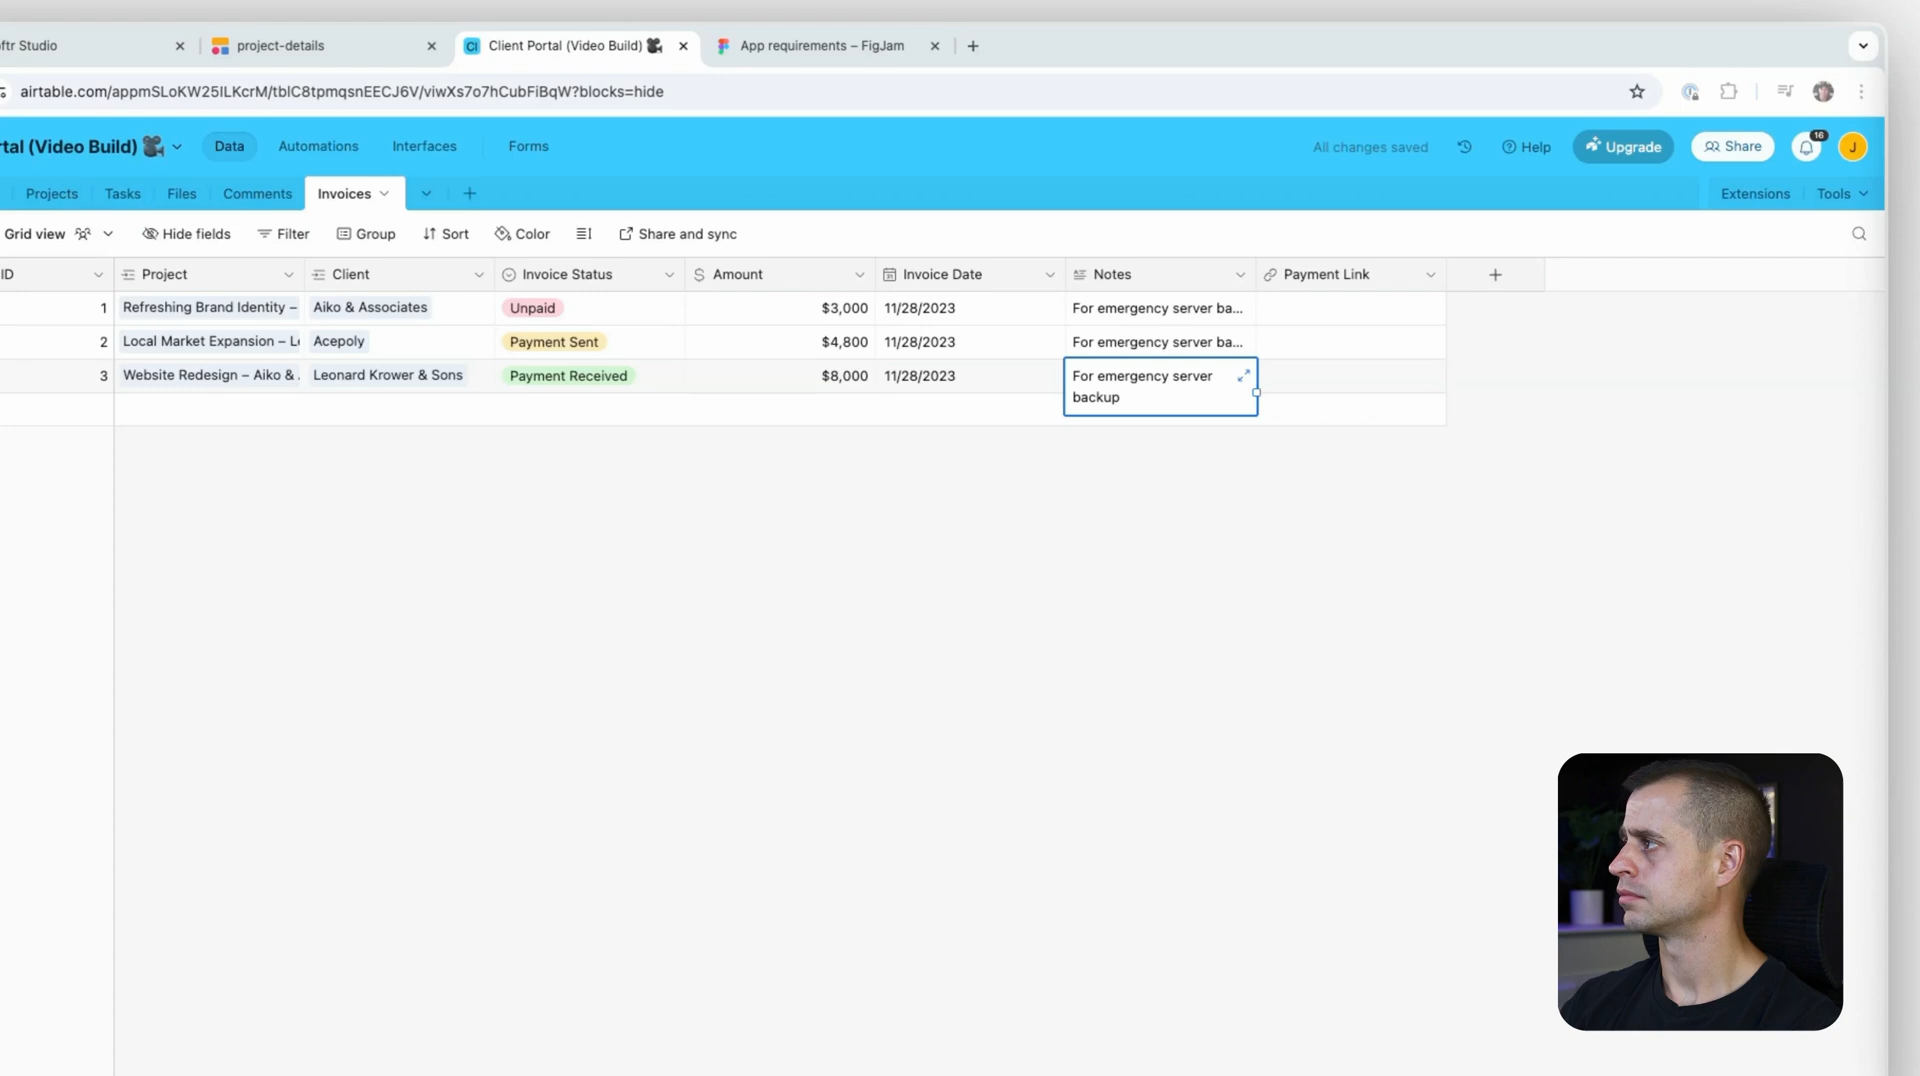 ftr Studio
project-details
Client Portal (Video Build)
App requirements – FigJam
airtable.com/appmSLoKW25ILKcrM/tblC8tpmqsnEECJ6V/viwXs7o7hCubFiBqW?blocks=hide
rtal (Video Build)
Data
Automations
Interfaces
Forms
All changes saved
Help
Upgrade
Share
16
J
Projects
Tasks
Files
Comments
Invoices
Extensions
Tools
Grid view
Hide fields
Filter
Group
Sort
Color
Share and sync
ID Project Client Invoice Status Amount Invoice Date Notes Payment Link
1 Refreshing Brand Identity – Aiko & Associates Unpaid $3,000 11/28/2023 For emergency server ba...
2 Local Market Expansion – L Acepoly Payment Sent $4,800 11/28/2023 For emergency server ba...
3 Website Redesign – Aiko & Leonard Krower & Sons Payment Received $8,000 11/28/2023 For emergency server
backup